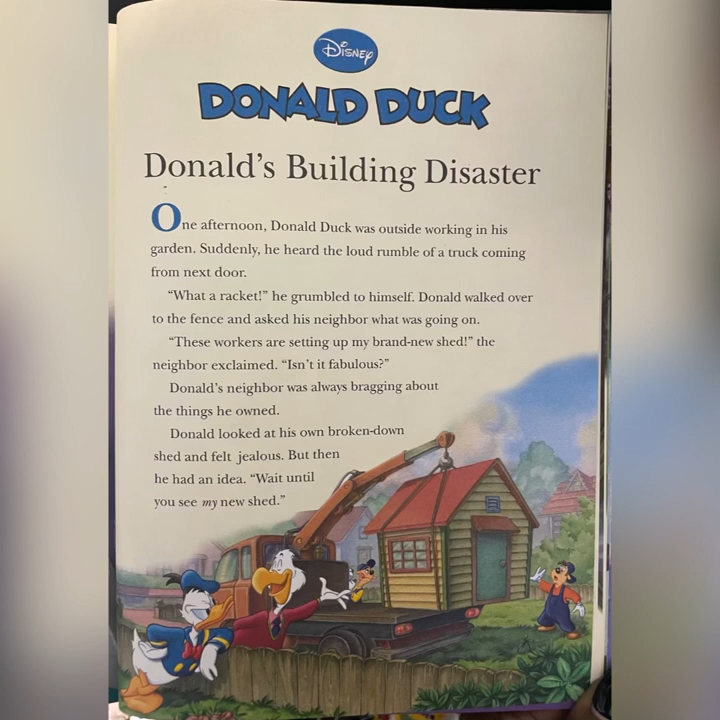 Disney
DONALD DUCK
Donald's Building Disaster
One afternoon, Donald Duck was outside working in his
garden. Suddenly, he heard the loud rumble of a truck coming
from next door.
“What a racket!” he grumbled to himself. Donald walked over
to the fence and asked his neighbor what was going on.
“These workers are setting up my brand-new shed!” the
neighbor exclaimed. “Isn't it fabulous?”
Donald's neighbor was always bragging about
the things he owned.
Donald looked at his own broken-down
shed and felt jealous. But then
he had an idea. “Wait until
you see my new shed.”